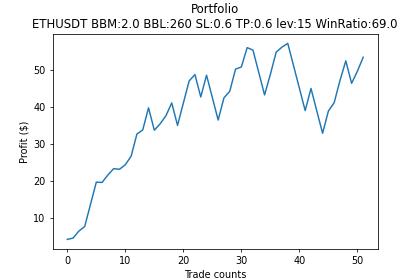 Portfolio
ETHUSDT BBM:2.0 BBL:260 SL:0.6 TP:0.6 lev:15 WinRatio:69.0
Profit ($)
50
40
30
20
10
0
10
20
30
40
50
Trade counts